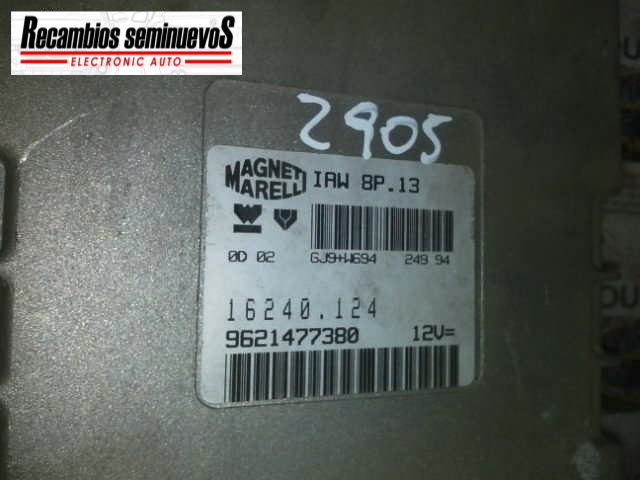 Recambios seminuevoS
ELECTRONIC AUTO
2905
MAGNETI
MARELLI
IAW 8P.13
0D 02 GJ9+W694 249 94
16240.124
9621477380 12V=
DU